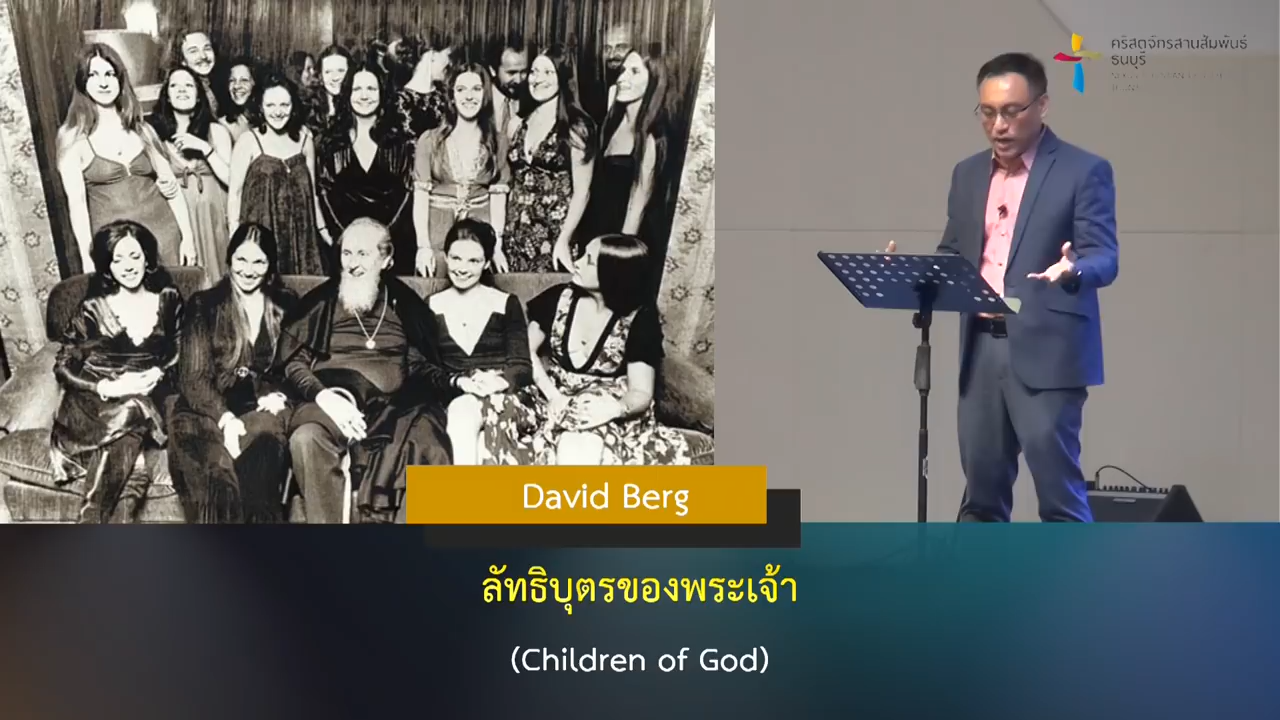 คริสตจักรสานสัมพันธ์
ธนบุรี
David Berg
ลัทธิบุตรของพระเจ้า
(Children of God)